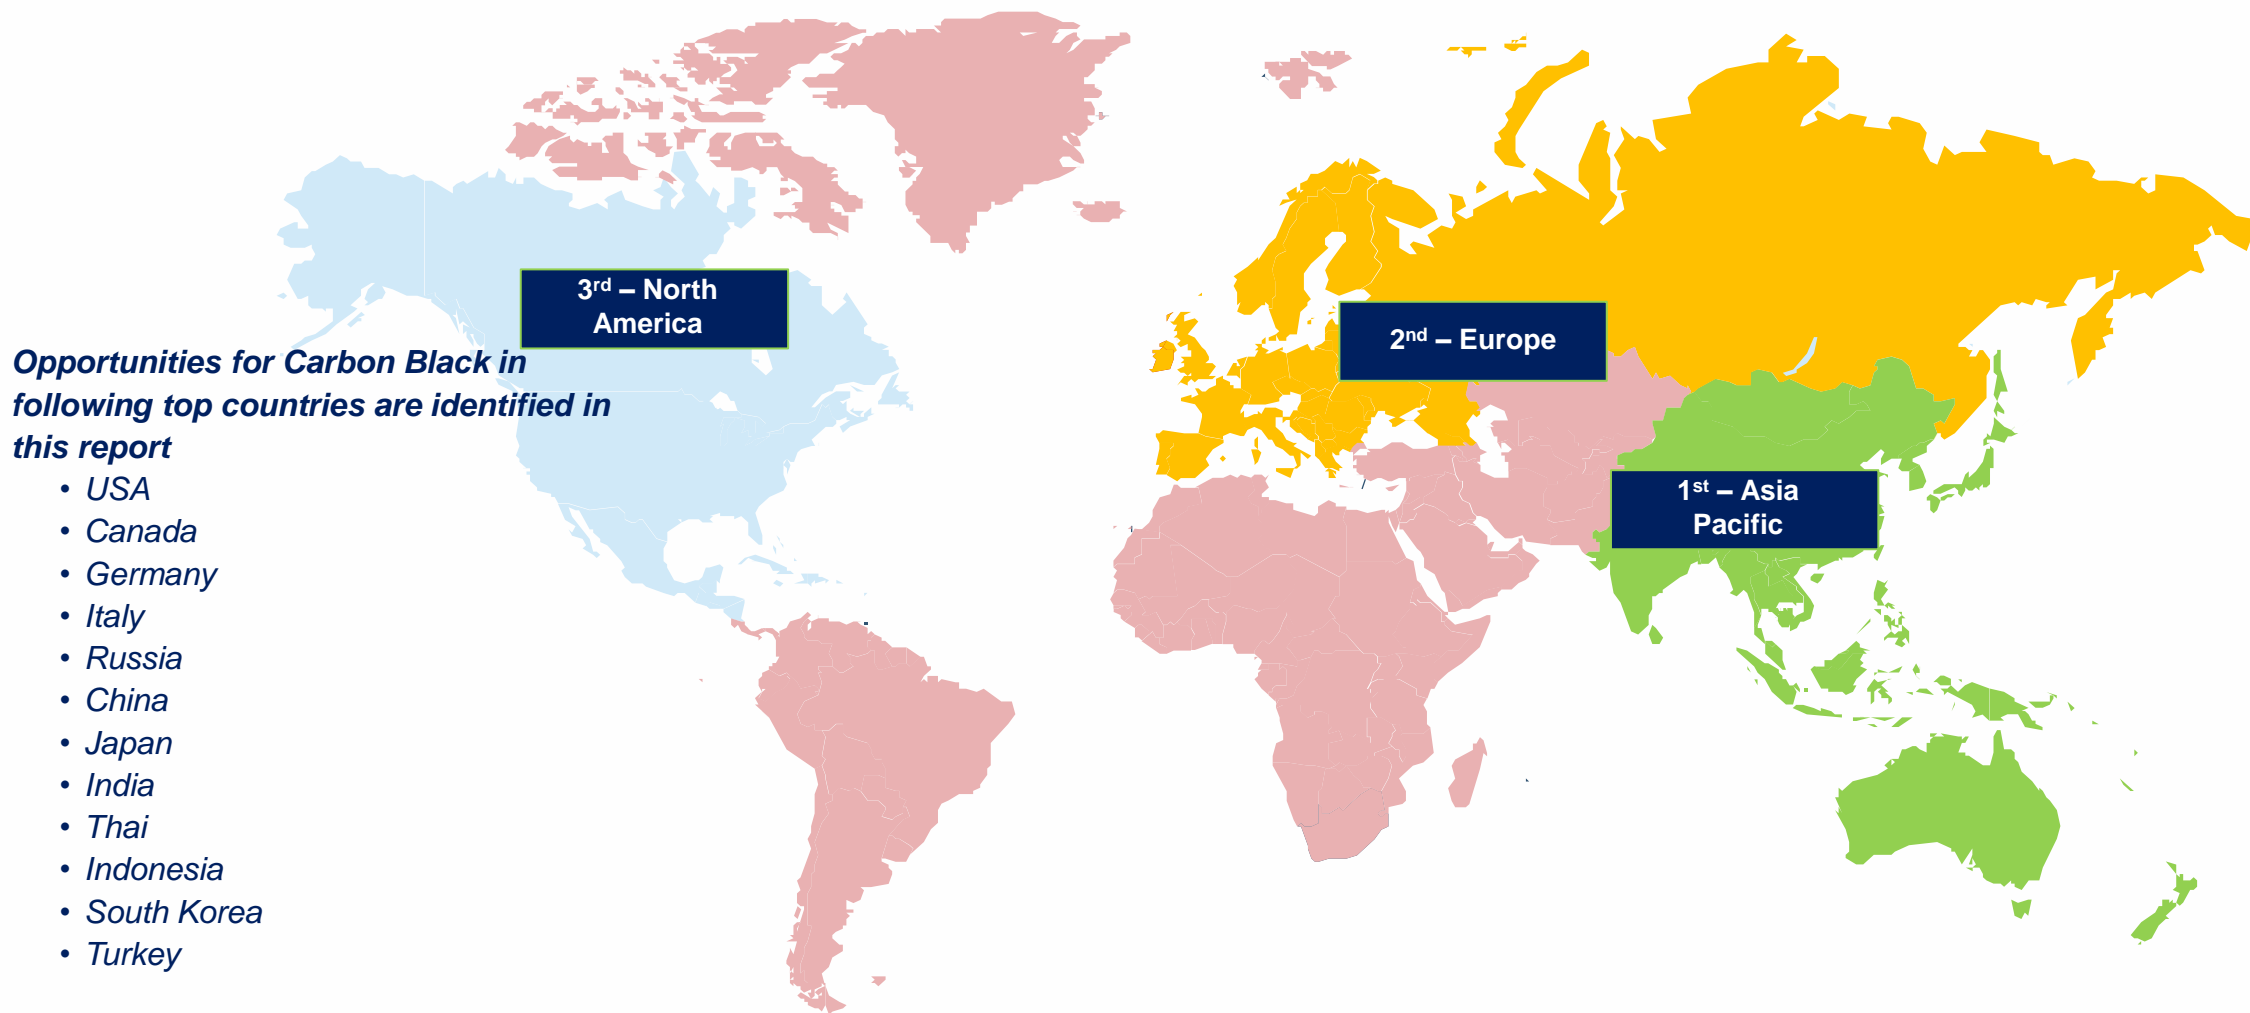 3rd – North
America
2nd – Europe
Opportunities for Carbon Black in
following top countries are identified in
this report
• USA
• Canada
• Germany
• Italy
• Russia
• China
• Japan
• India
• Thai
• Indonesia
• South Korea
• Turkey
1st – Asia
Pacific